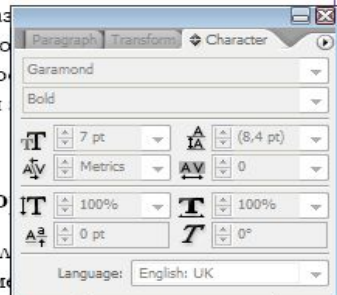 Paragraph Transform Character
Garamond
Bold
7 pt (8,4 pt)
Metrics 0
100% 100%
0 pt 0°
Language: English: UK